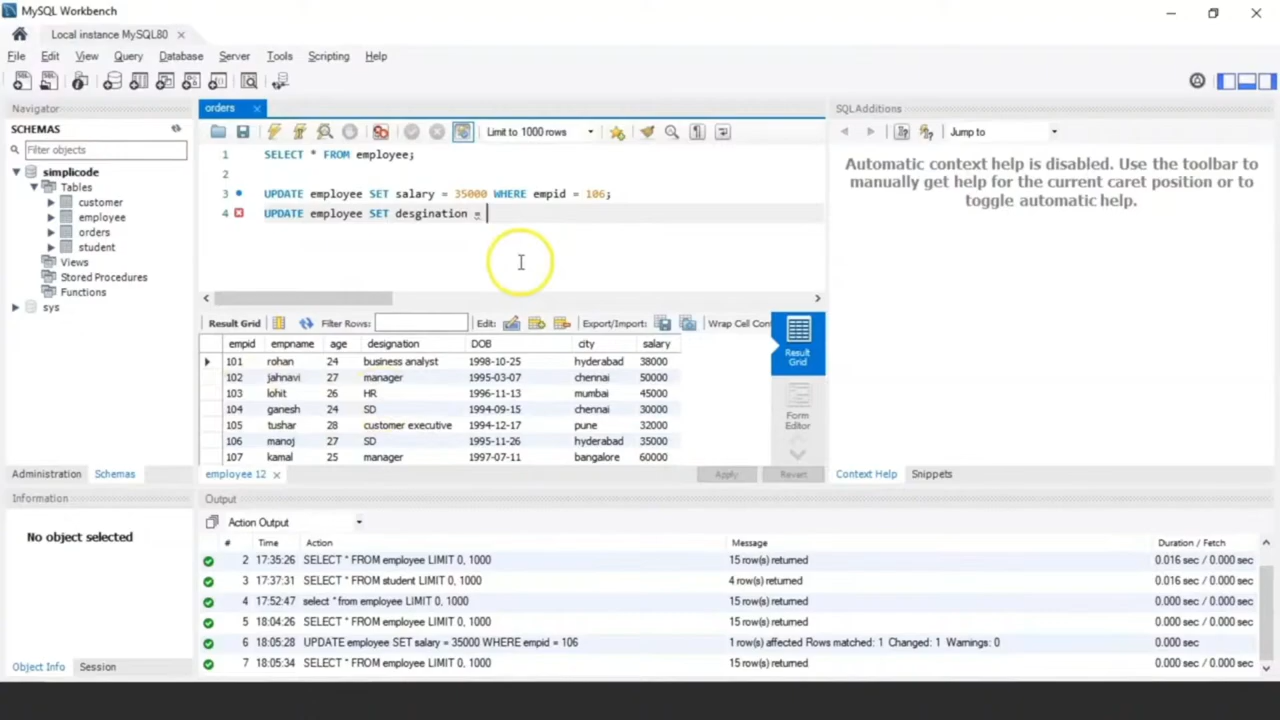 MySQL Workbench
Local instance MySQL80
File Edit View Query Database Server Tools Scripting Help
Navigator
SCHEMAS
Filter objects
simplicode
Tables
customer
employee
orders
student
Views
Stored Procedures
Functions
sys
Administration Schemas
Information
No object selected
Object Info Session
orders
Limit to 1000 rows
1 SELECT * FROM employee;
2
3 UPDATE employee SET salary = 35000 WHERE empid = 106;
4 UPDATE employee SET desgination =
Result Grid Filter Rows: Edit: Export/Import: Wrap Cell Cont
empid empname age designation DOB city salary
101 rohan 24 business analyst 1998-10-25 hyderabad 38000
102 jahnavi 27 manager 1995-03-07 chennai 50000
103 lohit 26 HR 1996-11-13 mumbai 45000
104 ganesh 24 SD 1994-09-15 chennai 30000
105 tushar 28 customer executive 1994-12-17 pune 32000
106 manoj 27 SD 1995-11-26 hyderabad 35000
107 kamal 25 manager 1997-07-11 bangalore 60000
Result
Grid
Form
Editor
employee 12 Apply Revert
SQLAdditions
Jump to
Automatic context help is disabled. Use the toolbar to
manually get help for the current caret position or to
toggle automatic help.
Context Help Snippets
Output
Action Output
# Time Action Message Duration / Fetch
2 17:35:26 SELECT * FROM employee LIMIT 0, 1000 15 row(s) returned 0.016 sec / 0.000 sec
3 17:37:31 SELECT * FROM student LIMIT 0, 1000 4 row(s) returned 0.016 sec / 0.000 sec
4 17:52:47 select * from employee LIMIT 0, 1000 15 row(s) returned 0.000 sec / 0.000 sec
5 18:04:26 SELECT * FROM employee LIMIT 0, 1000 15 row(s) returned 0.000 sec / 0.000 sec
6 18:05:28 UPDATE employee SET salary = 35000 WHERE empid = 106 1 row(s) affected Rows matched: 1 Changed: 1 Warnings: 0 0.000 sec
7 18:05:34 SELECT * FROM employee LIMIT 0, 1000 15 row(s) returned 0.000 sec / 0.000 sec